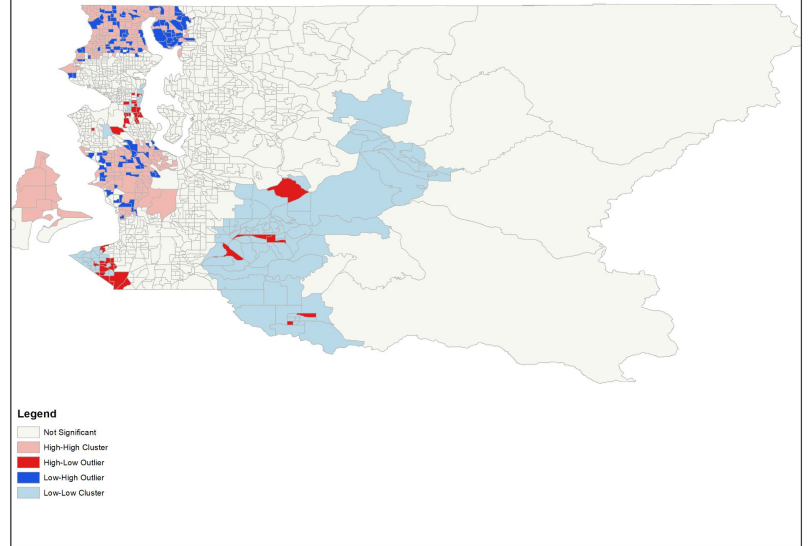 Legend
Not Significant
High-High Cluster
High-Low Outlier
Low-High Outlier
Low-Low Cluster